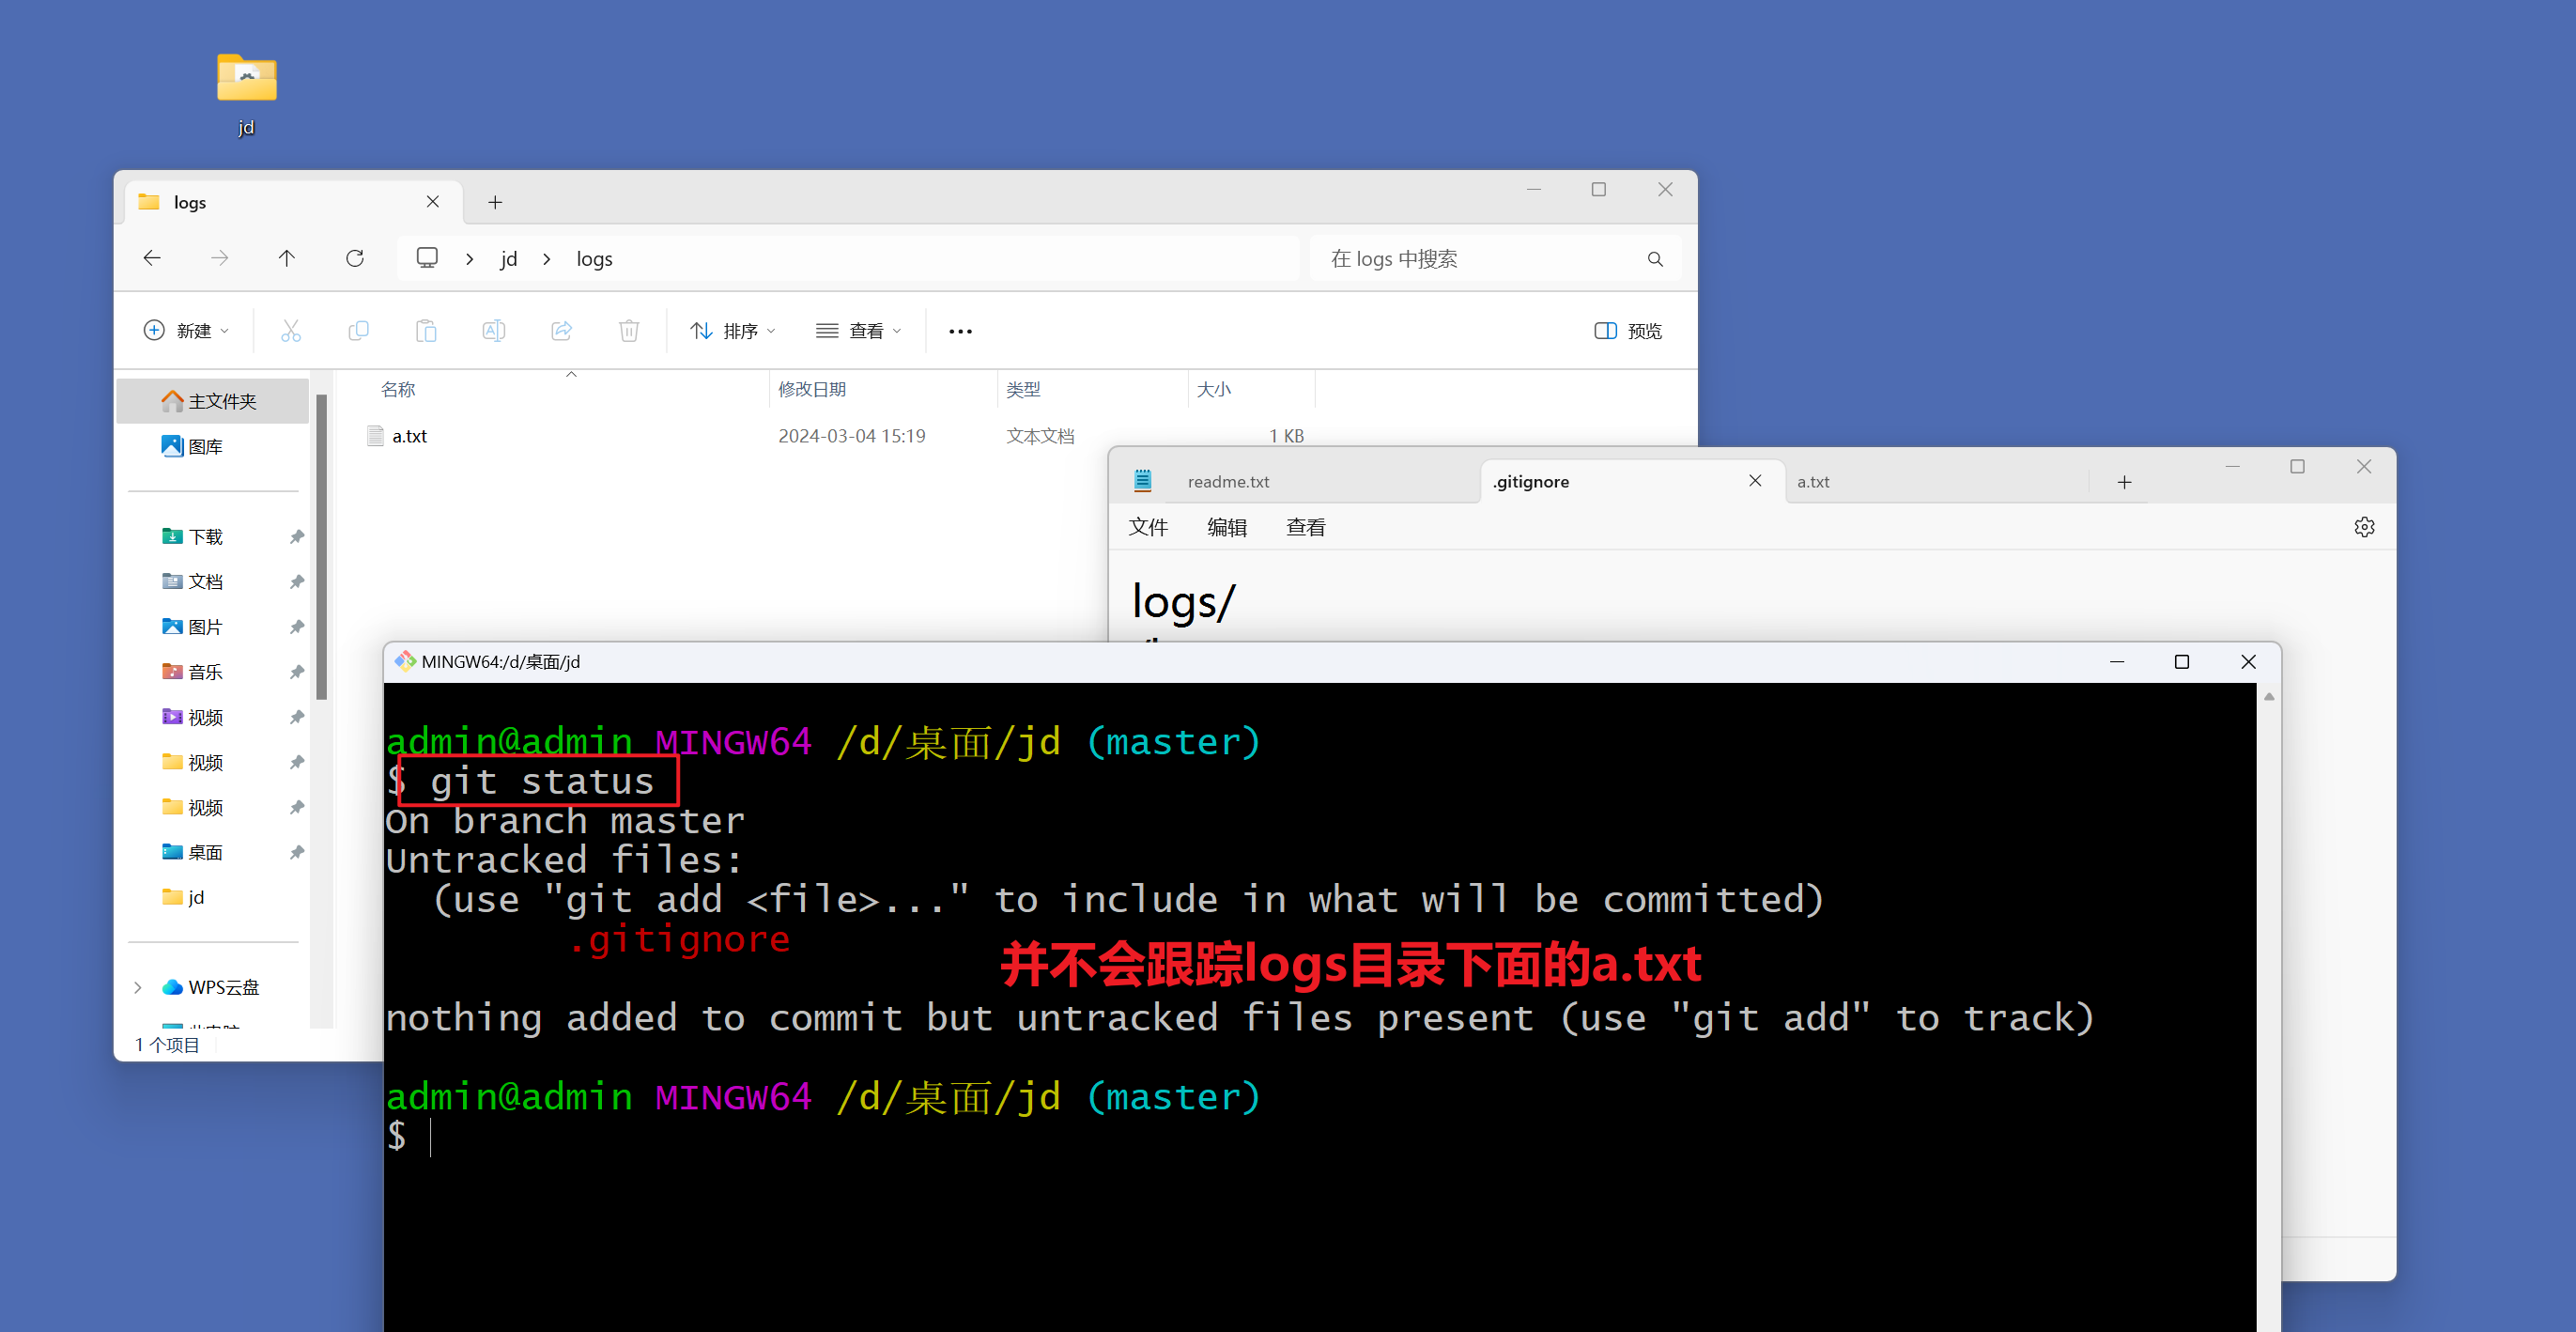 jd
logs
jd
logs
在 logs 中搜索
新建
排序
查看
预览
主文件夹
图库
下载
文档
图片
音乐
视频
视频
视频
桌面
jd
WPS云盘
1 个项目
名称 修改日期 类型 大小
a.txt 2024-03-04 15:19 文本文档 1 KB
readme.txt
.gitignore
a.txt
文件 编辑 查看
logs/
MINGW64:/d/桌面/jd
admin@admin MINGW64 /d/桌面/jd (master)
$ git status
On branch master
Untracked files:
(use "git add <file>..." to include in what will be committed)
.gitignore
并不会跟踪logs目录下面的a.txt
nothing added to commit but untracked files present (use "git add" to track)
admin@admin MINGW64 /d/桌面/jd (master)
$